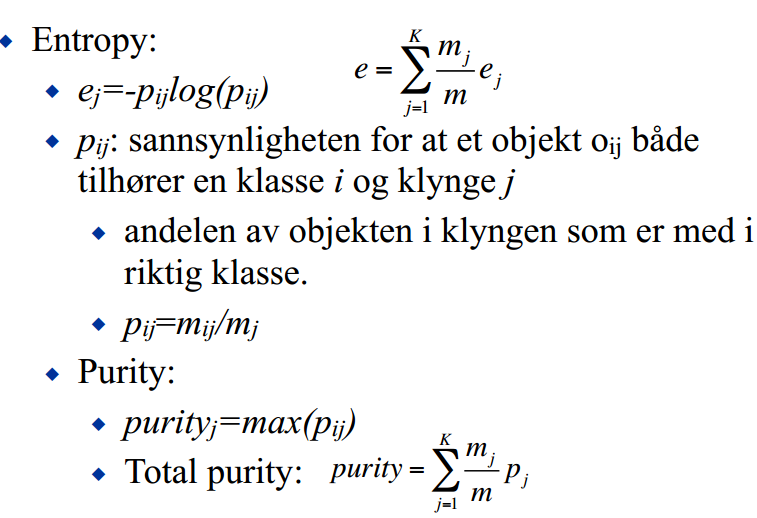 Entropy:
e = \sum_{j=1}^{K} \frac{m_j}{m} e_j
e_j=-p_{ij}log(p_{ij})
p_{ij}: sannsynligheten for at et objekt o_{ij} både
tilhører en klasse i og klynge j
andelen av objekten i klyngen som er med i
riktig klasse.
p_{ij}=m_{ij}/m_j
Purity:
purity_j=max(p_{ij})
Total purity: purity = \sum_{j=1}^{K} \frac{m_j}{m} p_j